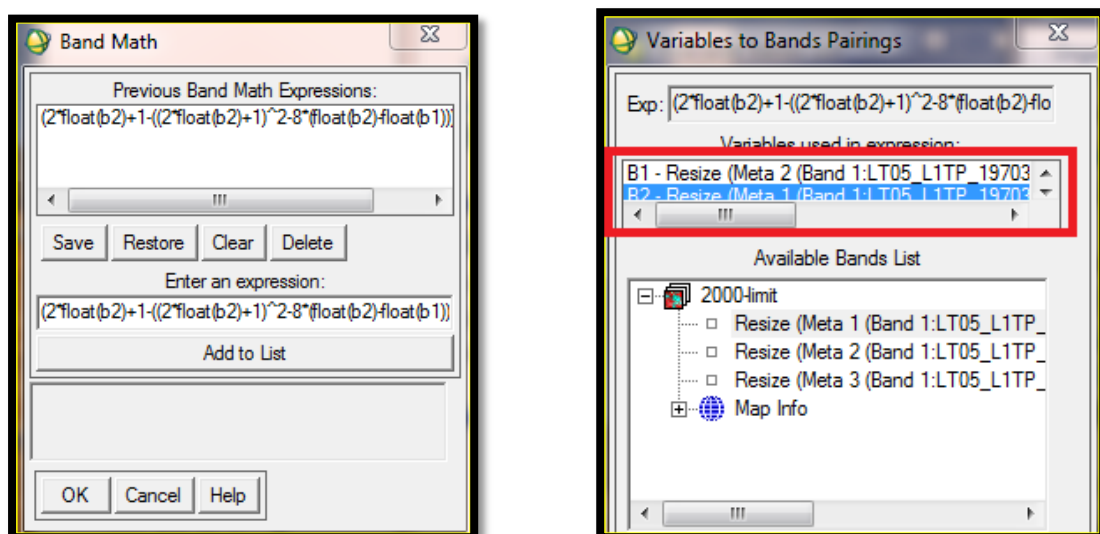 Band Math
Previous Band Math Expressions:
(2*float(b2)+1-((2*float(b2)+1)^2-8*(float(b2)-float(b1)))
Save Restore Clear Delete
Enter an expression:
(2*float(b2)+1-((2*float(b2)+1)^2-8*(float(b2)-float(b1))
Add to List
OK Cancel Help
Variables to Bands Pairings
Exp: (2*float(b2)+1-((2*float(b2)+1)^2-8*(float(b2)-flo
Variables used in expression:
B1 - Resize (Meta 2 (Band 1:LT05_L1TP_19703
B2 - Resize (Meta 1 (Band 1:LT05_L1TP_19703
Available Bands List
2000-limit
Resize (Meta 1 (Band 1:LT05_L1TP_
Resize (Meta 2 (Band 1:LT05_L1TP_
Resize (Meta 3 (Band 1:LT05_L1TP_
Map Info